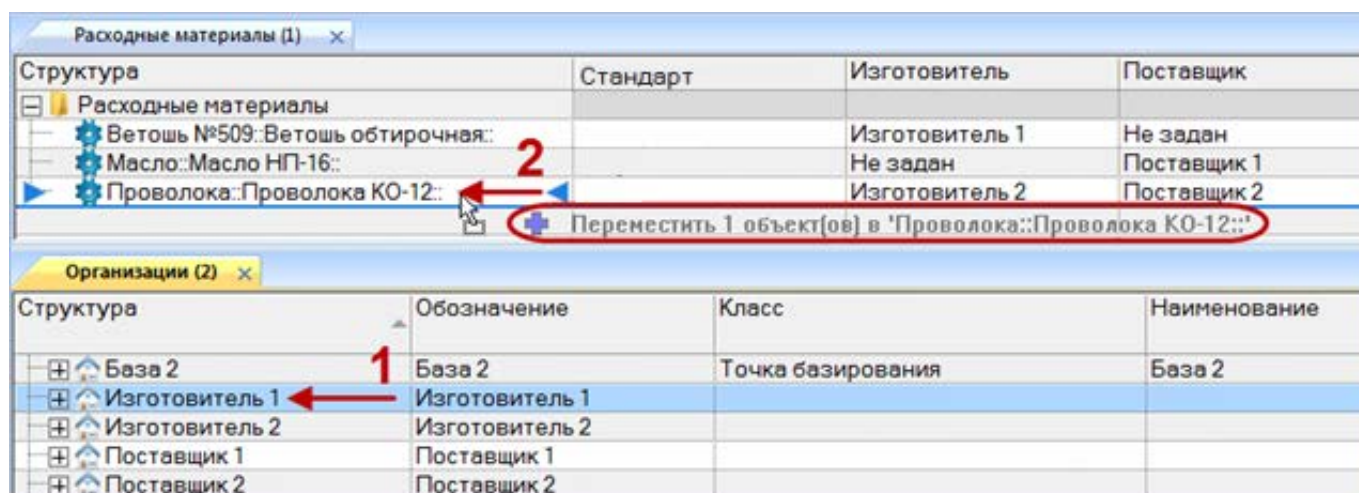 Расходные материалы (1)
Структура Стандарт Изготовитель Поставщик
Расходные материалы
Ветошь №509::Ветошь обтирочная:: Изготовитель 1 Не задан
Масло::Масло НП-16:: Не задан Поставщик 1
Проволока::Проволока КО-12:: 2 Изготовитель 2 Поставщик 2
Переместить 1 объект(ов) в 'Проволока::Проволока КО-12::'
Организации (2)
Структура Обозначение Класс Наименование
База 2 База 2 Точка базирования База 2
1
Изготовитель 1 Изготовитель 1
Изготовитель 2 Изготовитель 2
Поставщик 1 Поставщик 1
Поставщик 2 Поставщик 2